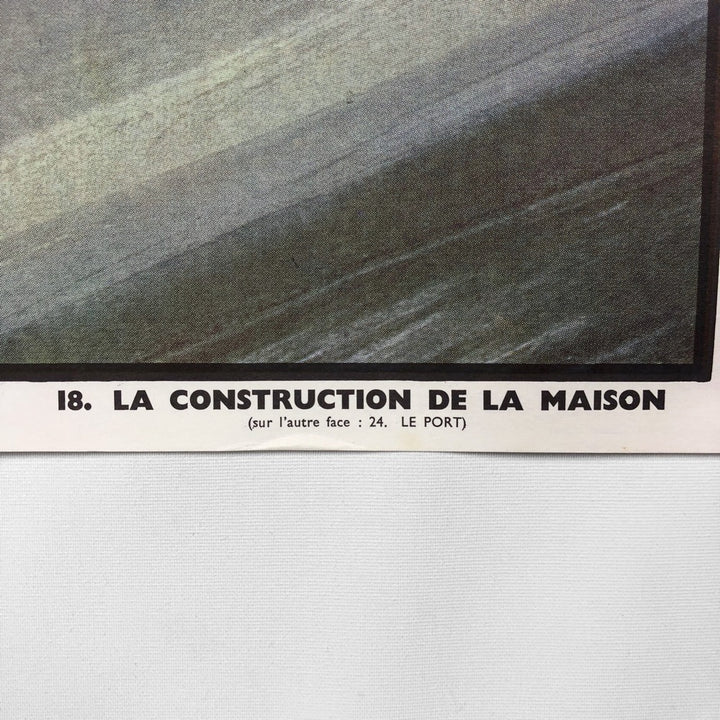 18. LA CONSTRUCTION DE LA MAISON
(sur l'autre face : 24. LE PORT)